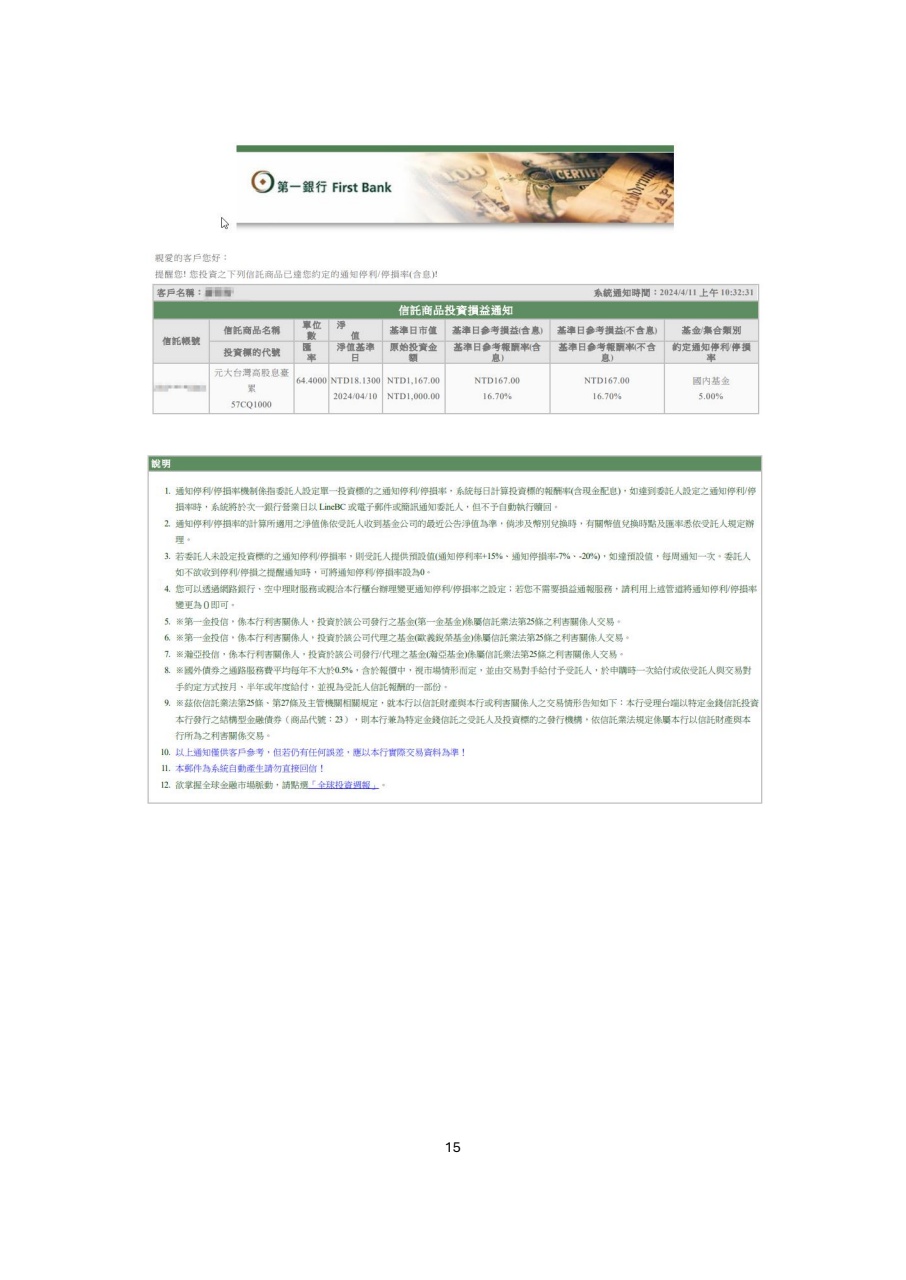 第一銀行 First Bank
CERTIFIC
親愛的客戶您好：
提醒您! 您投資之下列信託商品已達您約定的通知停利/停損率(含息)!
客戶名稱：
系統通知時間：2024/4/11 上午 10:32:31
信託商品投資損益通知
信託帳號 信託商品名稱 單位數 淨值 基準日市值 基準日參考損益(含息) 基準日參考損益(不含息) 基金/集合類別
投資標的代號 匯率 淨值基準日 原始投資金額 基準日參考報酬率(含息) 基準日參考報酬率(不含息) 約定通知停利/停損率
元大台灣高股息臺累 64.4000 NTD18.1300 NTD1,167.00 NTD167.00 NTD167.00 國內基金
57CQ1000 2024/04/10 NTD1,000.00 16.70% 16.70% 5.00%
說明
1. 通知停利/停損率機制係指委託人設定單一投資標的之通知停利/停損率，系統每日計算投資標的報酬率(含現金配息)，如達到委託人設定之通知停利/停
損率時，系統將於次一銀行營業日以 LineBC 或電子郵件或簡訊通知委託人，但不予自動執行贖回。
2. 通知停利/停損率的計算所適用之淨值係依受託人收到基金公司的最近公告淨值為準，倘涉及幣別兌換時，有關幣值兌換時點及匯率悉依受託人規定辦
理。
3. 若委託人未設定投資標的之通知停利/停損率，則受託人提供預設值(通知停利率+15%、通知停損率-7%、-20%)，如達預設值，每周通知一次。委託人
如不欲收到停利/停損之提醒通知時，可將通知停利/停損率設為0。
4. 您可以透過網路銀行、空中理財服務或親洽本行櫃台辦理變更通知停利/停損率之設定；若您不需要損益通報服務，請利用上述管道將通知停利/停損率
變更為０即可。
5. ※第一金投信，係本行利害關係人，投資於該公司發行之基金(第一金基金)係屬信託業法第25條之利害關係人交易。
6. ※第一金投信，係本行利害關係人，投資於該公司代理之基金(歐義銳榮基金)係屬信託業法第25條之利害關係人交易。
7. ※瀚亞投信，係本行利害關係人，投資於該公司發行/代理之基金(瀚亞基金)係屬信託業法第25條之利害關係人交易。
8. ※國外債券之通路服務費平均每年不大於0.5%，含於報價中，視市場情形而定，並由交易對手給付予受託人，於申購時一次給付或依受託人與交易對
手約定方式按月、半年或年度給付，並視為受託人信託報酬的一部份。
9. ※茲依信託業法第25條、第27條及主管機關相關規定，就本行以信託財產與本行或利害關係人之交易情形告知如下：本行受理台端以特定金錢信託投資
本行發行之結構型金融債券（商品代號：23），則本行兼為特定金錢信託之受託人及投資標的之發行機構，依信託業法規定係屬本行以信託財產與本
行所為之利害關係交易。
10. 以上通知僅供客戶參考，但若仍有任何誤差，應以本行實際交易資料為準！
11. 本郵件為系統自動產生請勿直接回信！
12. 欲掌握全球金融市場脈動，請點選「全球投資週報」。
15